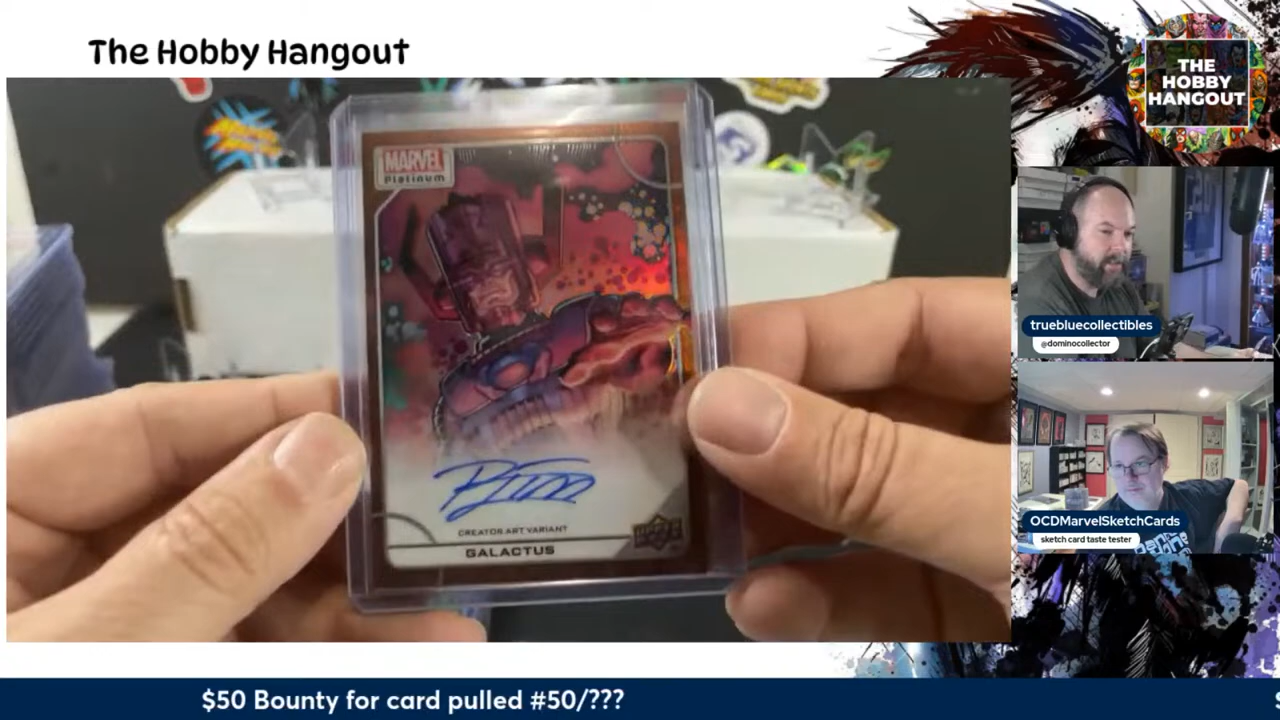 The Hobby Hangout
THE
HOBBY
HANGOUT
MARVEL
Platinum
CREATOR ART VARIANT
GALACTUS
truebluecollectibles
@dominocollector
OCDMarvelSketchCards
sketch card taste tester
$50 Bounty for card pulled #50/???